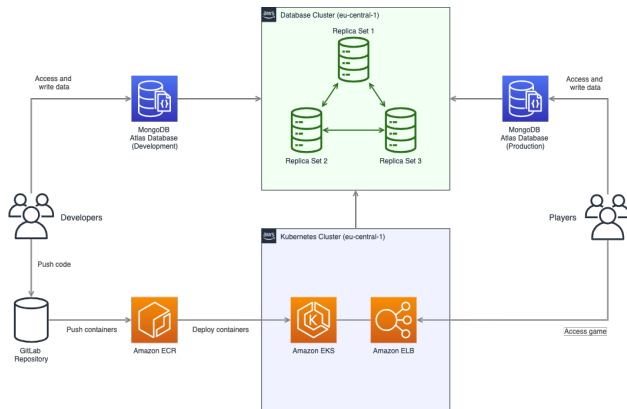 aws
Database Cluster (eu-central-1)
Replica Set 1
Access and
write data
Access and
write data
MongoDB
Atlas Database
(Development)
Replica Set 2
Replica Set 3
MongoDB
Atlas Database
(Production)
Developers
Players
aws
Kubernetes Cluster (eu-central-1)
Push code
Push containers
Deploy containers
K
Access game
GitLab
Repository
Amazon ECR
Amazon EKS
Amazon ELB